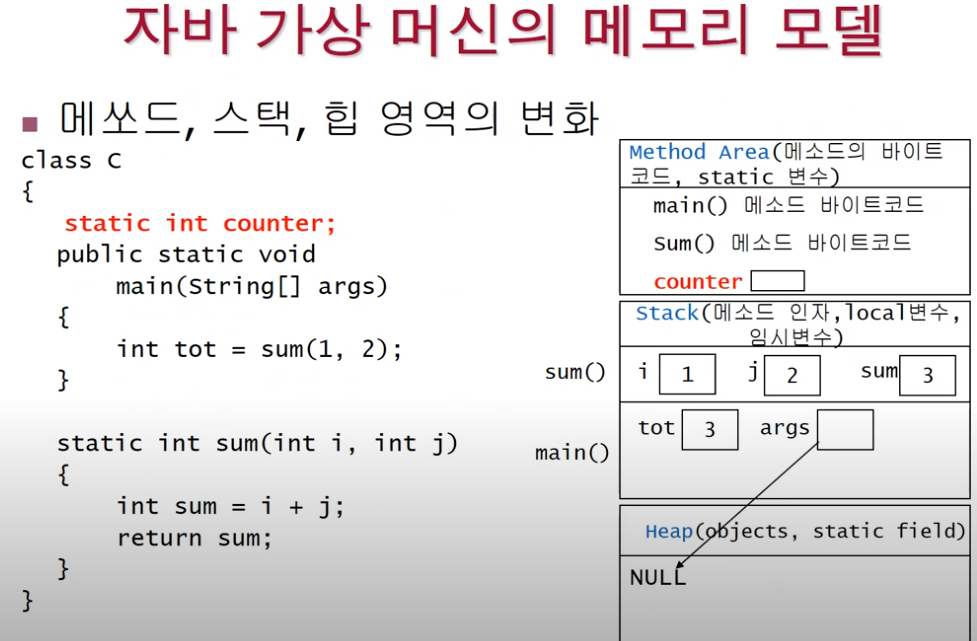 자바 가상 머신의 메모리 모델
메쏘드, 스택, 힙 영역의 변화
class C
{
static int counter;
public static void
main(String[] args)
{
int tot = sum(1, 2);
}
static int sum(int i, int j)
{
int sum = i + j;
return sum;
}
}
Method Area(메소드의 바이트
코드, static 변수)
main() 메소드 바이트코드
Sum() 메소드 바이트코드
counter
Stack(메소드 인자,local변수,
임시변수)
sum() i 1 j 2 sum 3
tot 3 args
main()
Heap(objects, static field)
NULL